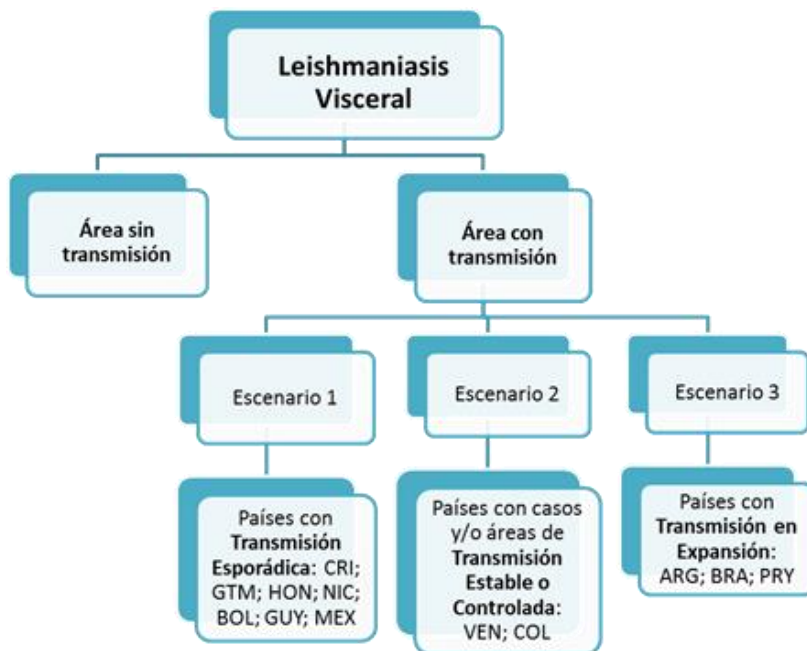 Leishmaniasis
Visceral
Área sin
transmisión
Área con
transmisión
Escenario 1
Escenario 2
Escenario 3
Países con
Transmisión
Esporádica: CRI;
GTM; HON; NIC;
BOL; GUY; MEX
Países con casos
y/o áreas de
Transmisión
Estable o
Controlada:
VEN; COL
Países con
Transmisión en
Expansión:
ARG; BRA; PRY